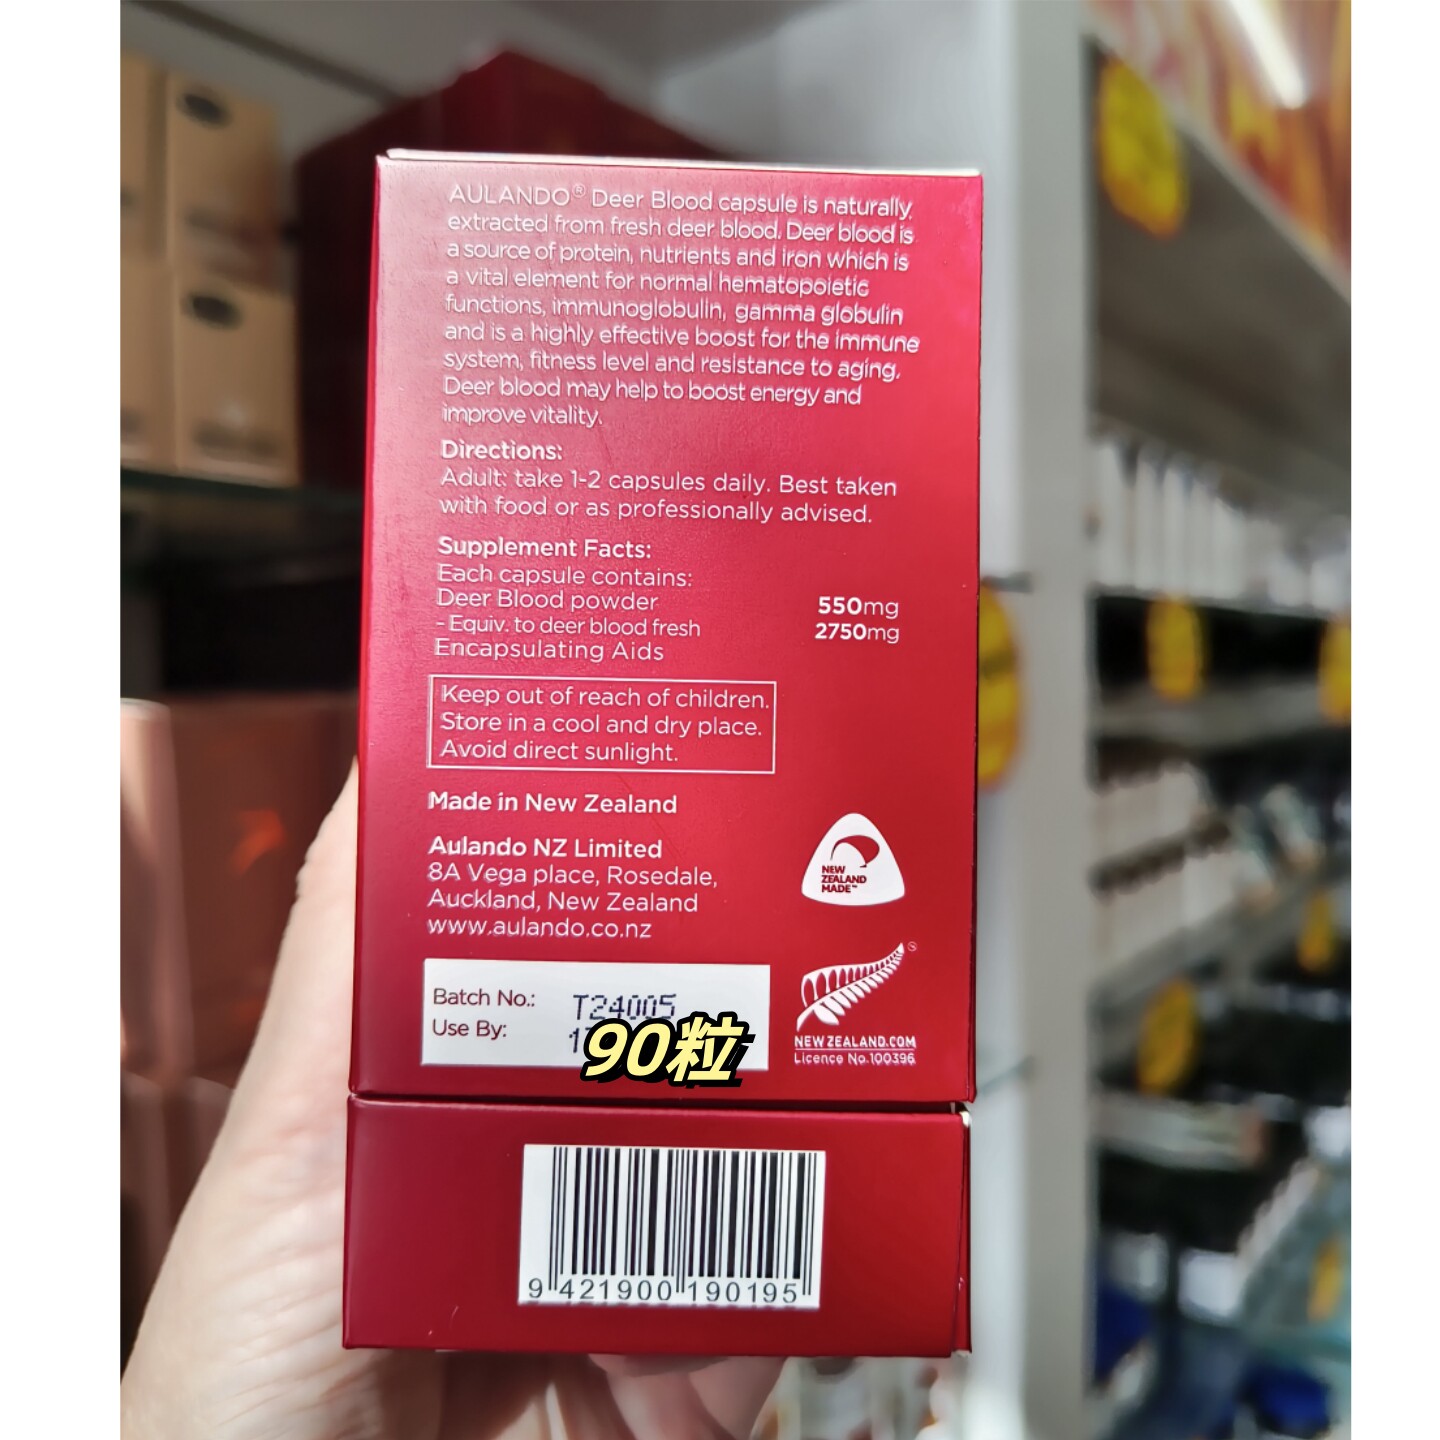 AULANDO® Deer Blood capsule is naturally
extracted from fresh deer blood. Deer blood is
a source of protein, nutrients and iron which is
a vital element for normal hematopoietic
functions, immunoglobulin, gamma globulin
and is a highly effective boost for the immune
system, fitness level and resistance to aging.
Deer blood may help to boost energy and
improve vitality.
Directions:
Adult: take 1-2 capsules daily. Best taken
with food or as professionally advised.
Supplement Facts:
Each capsule contains:
Deer Blood powder 550mg
- Equiv. to deer blood fresh 2750mg
Encapsulating Aids
Keep out of reach of children.
Store in a cool and dry place.
Avoid direct sunlight.
Made in New Zealand
Aulando NZ Limited
8A Vega place, Rosedale,
Auckland, New Zealand
www.aulando.co.nz
NEW
ZEALAND
MADE™
Batch No.: T24005
Use By:
90粒
NEWZEALAND.COM
Licence No.100396
9 421900 190195